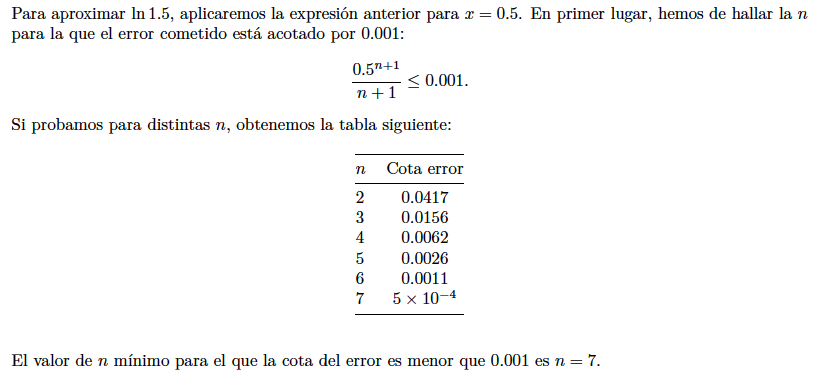 Para aproximar ln 1.5, aplicaremos la expresión anterior para x = 0.5. En primer lugar, hemos de hallar la n
para la que el error cometido está acotado por 0.001:
0.5^{n+1} / (n + 1) ≤ 0.001.
Si probamos para distintas n, obtenemos la tabla siguiente:
n Cota error
2 0.0417
3 0.0156
4 0.0062
5 0.0026
6 0.0011
7 5 × 10^{−4}
El valor de n mínimo para el que la cota del error es menor que 0.001 es n = 7.